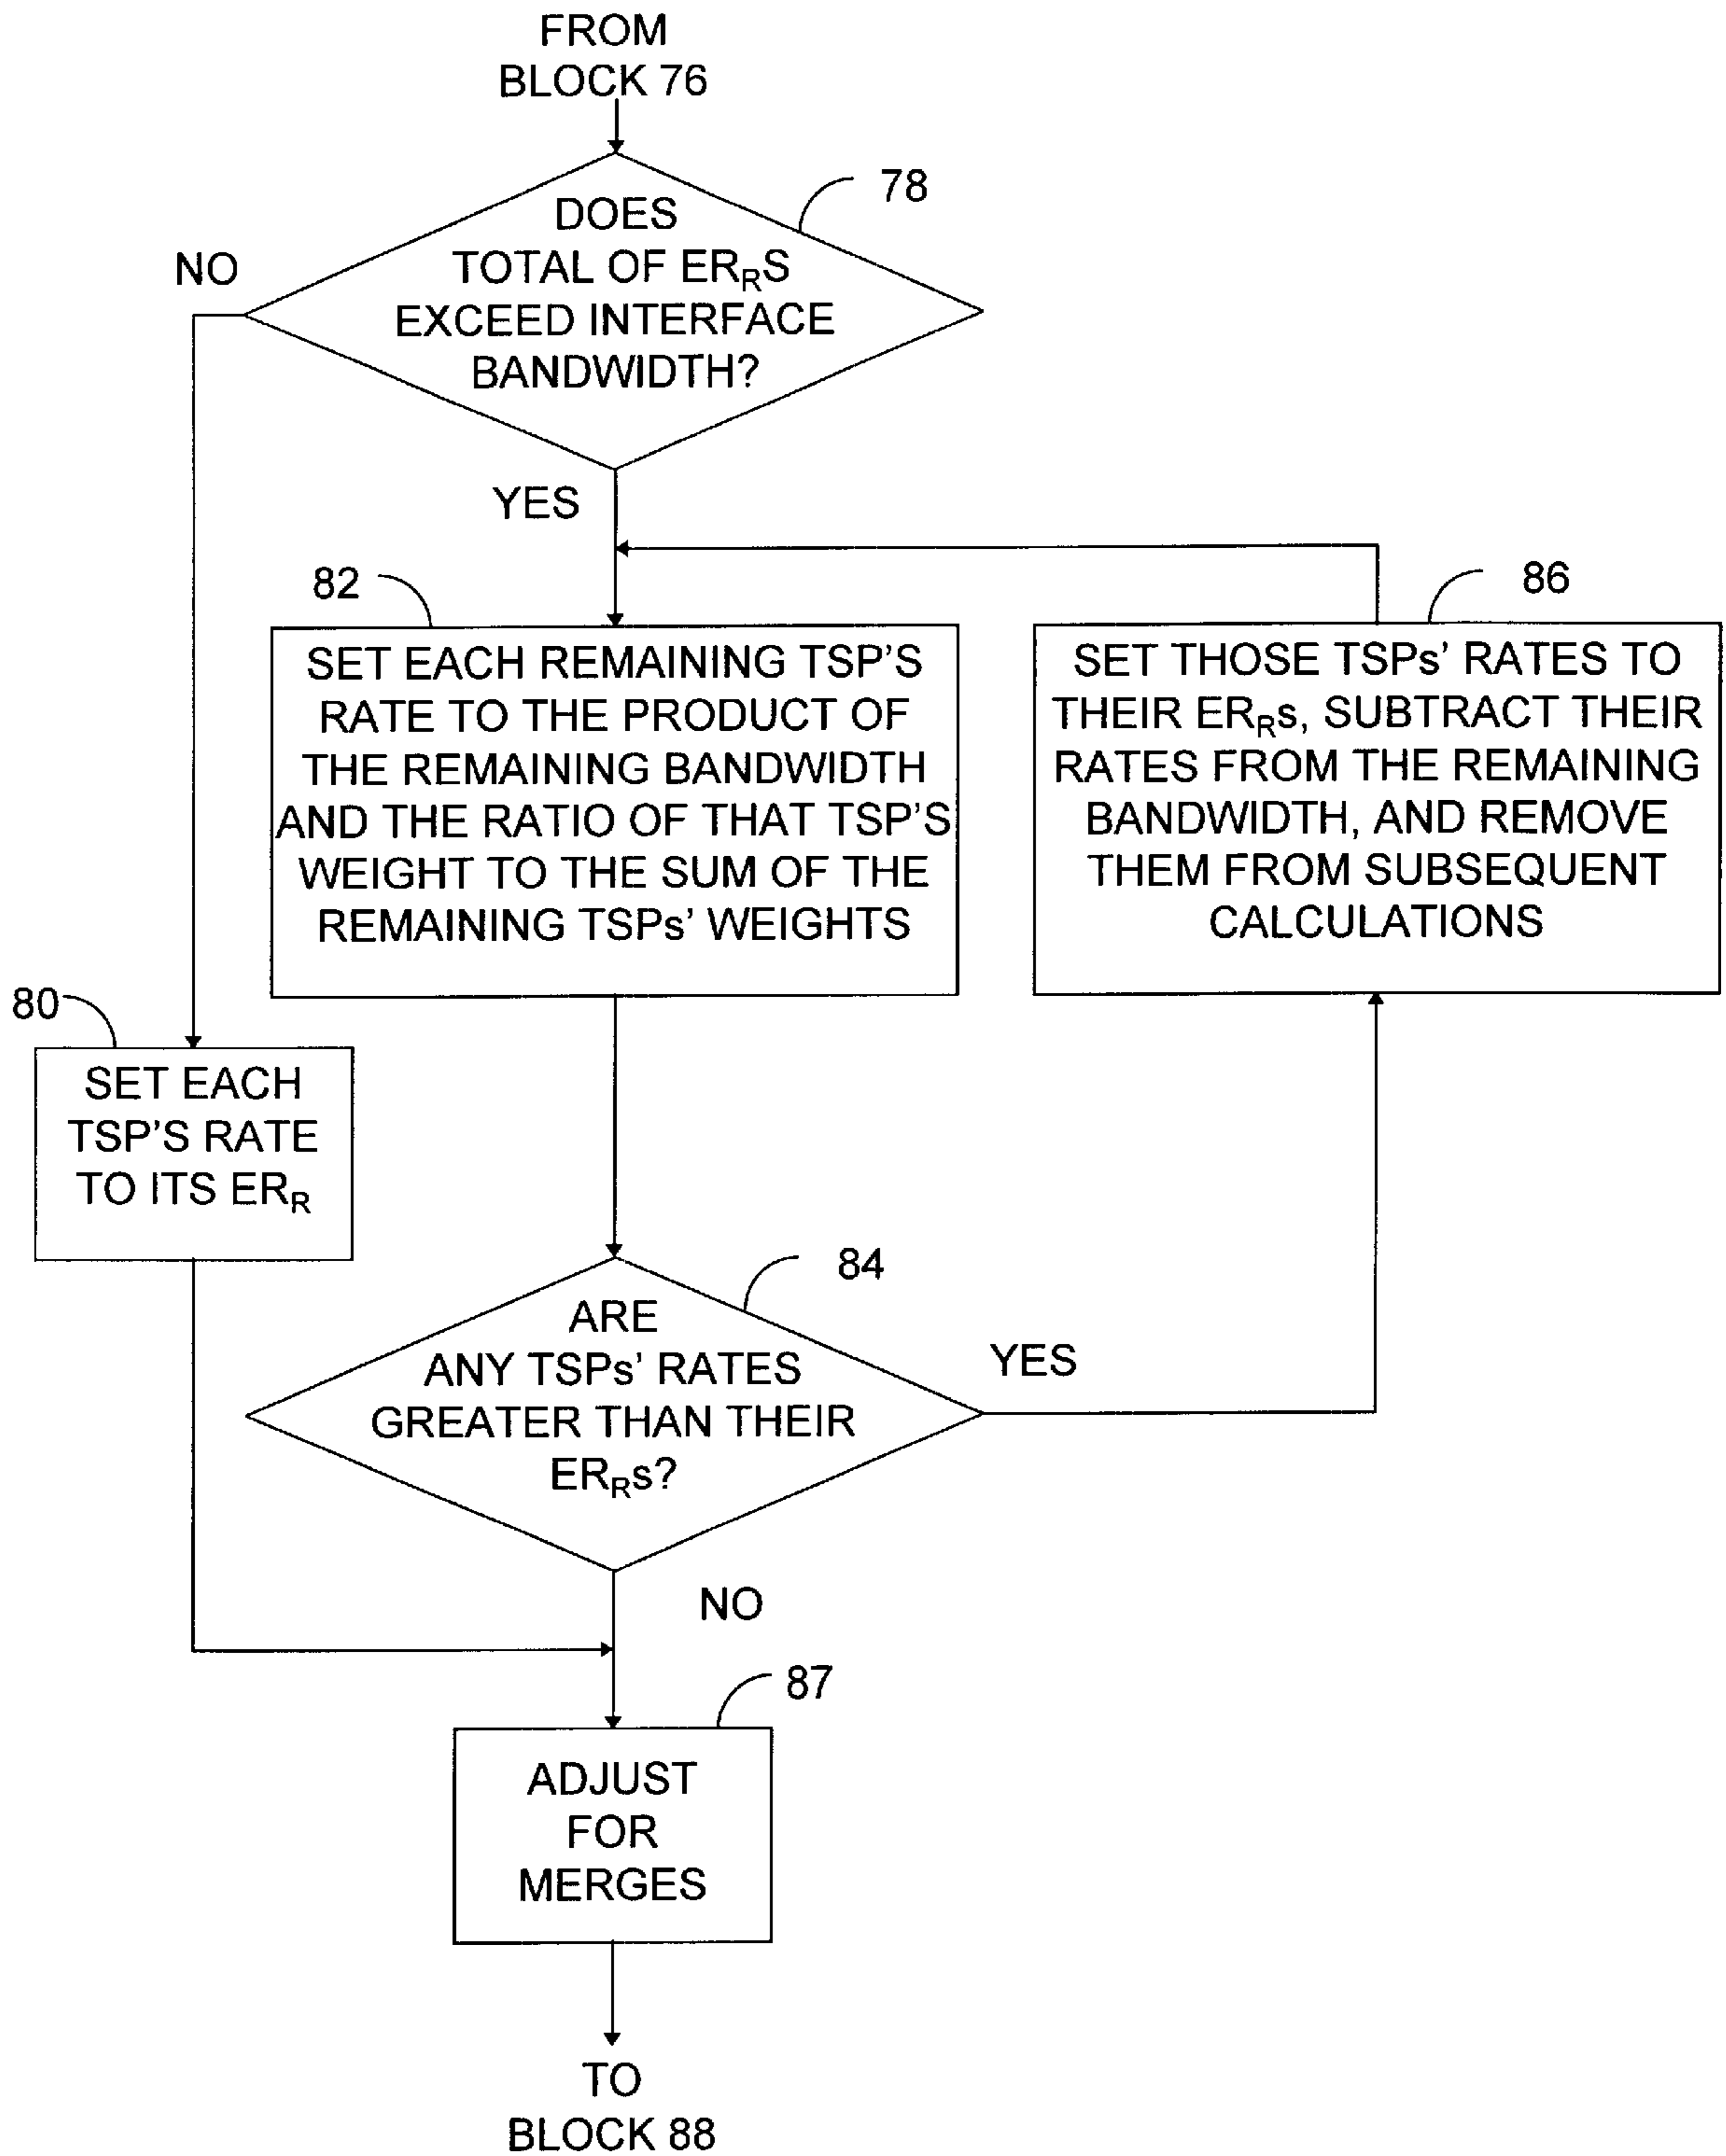 FROM
BLOCK 76
78
DOES
TOTAL OF ERRS
EXCEED INTERFACE
BANDWIDTH?
NO
YES
82
SET EACH REMAINING TSP'S
RATE TO THE PRODUCT OF
THE REMAINING BANDWIDTH
AND THE RATIO OF THAT TSP'S
WEIGHT TO THE SUM OF THE
REMAINING TSPs' WEIGHTS
86
SET THOSE TSPs' RATES TO
THEIR ERRs, SUBTRACT THEIR
RATES FROM THE REMAINING
BANDWIDTH, AND REMOVE
THEM FROM SUBSEQUENT
CALCULATIONS
80
SET EACH
TSP'S RATE
TO ITS ERR
84
ARE
ANY TSPs' RATES
GREATER THAN THEIR
ERRs?
YES
NO
87
ADJUST
FOR
MERGES
TO
BLOCK 88